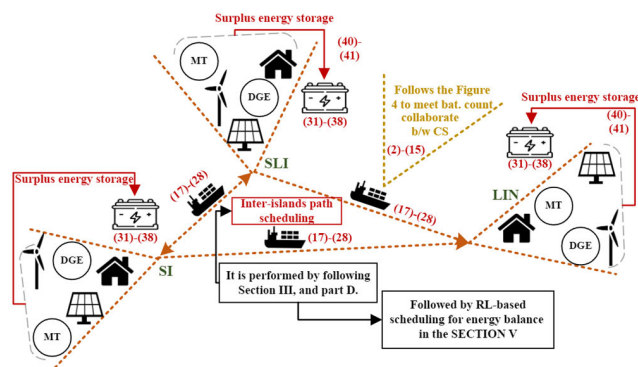 Surplus energy storage
(40)-
(41)
MT
DGE
(31)-(38)
SLI
Follows the Figure
4 to meet bat. count
collaborate
b/w CS
(2)-(15)
Surplus energy storage
(40)-
(41)
(31)-(38)
LIN
MT
DGE
Surplus energy storage
(31)-(38)
(17)-(28)
Inter-islands path
scheduling
(17)-(28)
(17)-(28)
DGE
SI
MT
It is performed by following
Section III, and part D.
Followed by RL-based
scheduling for energy balance
in the SECTION V